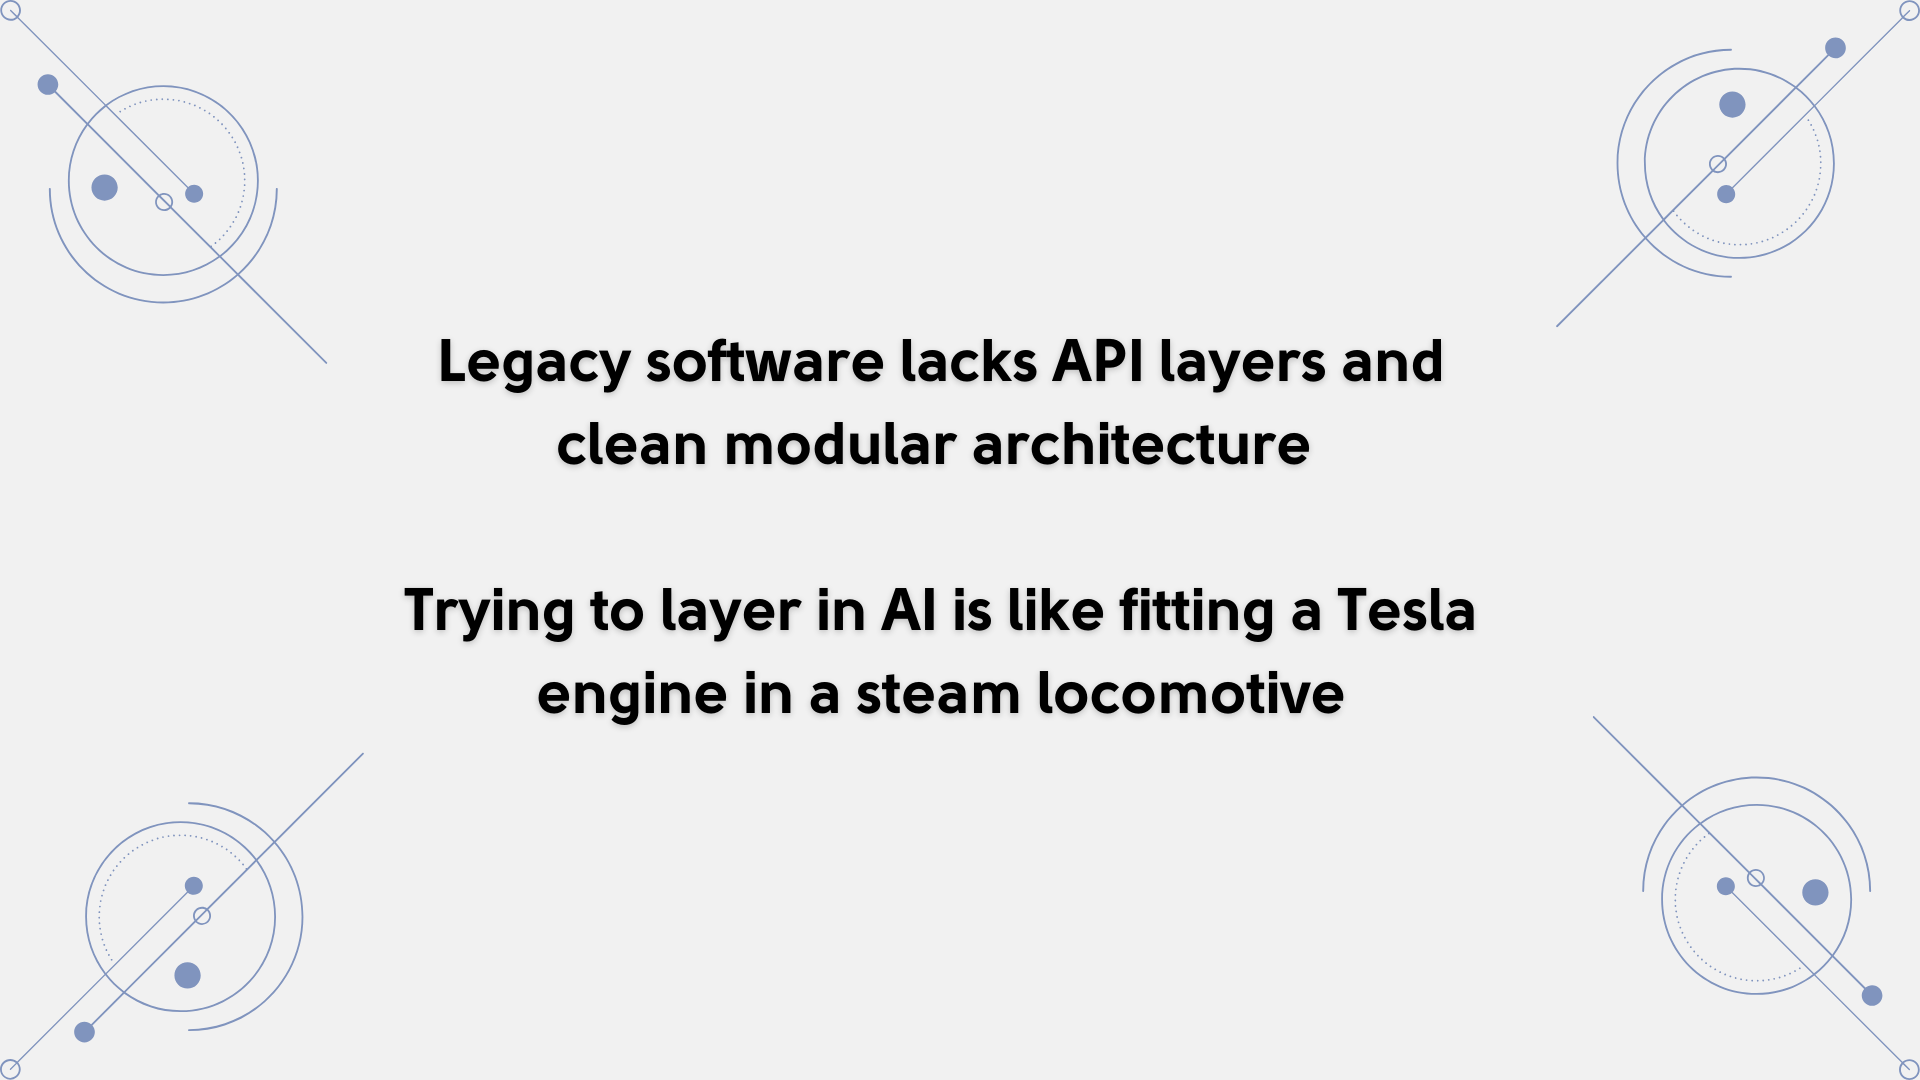 Legacy software lacks API layers and
clean modular architecture
Trying to layer in AI is like fitting a Tesla
engine in a steam locomotive